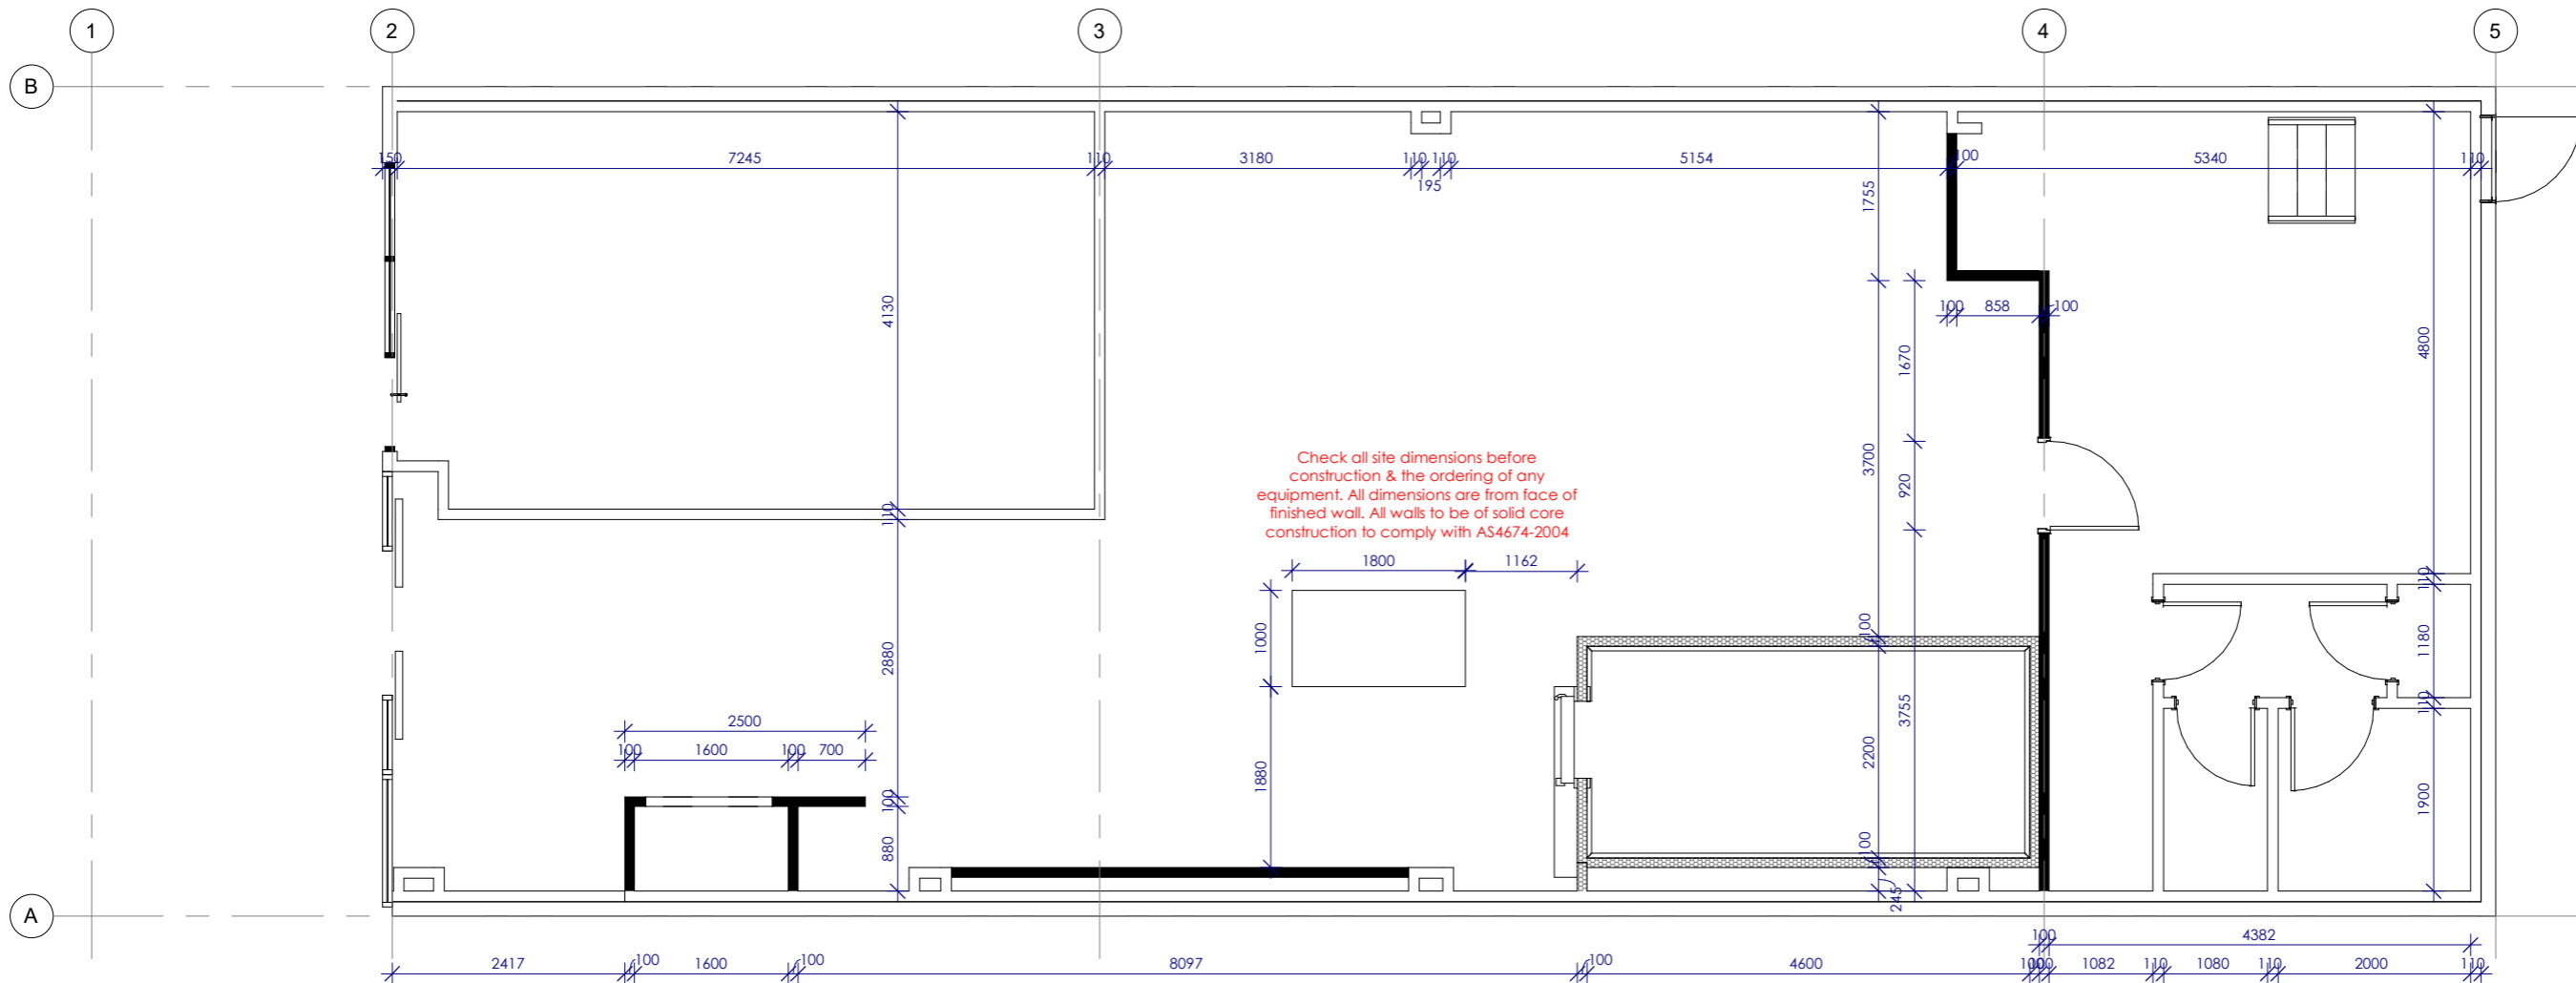 1 2 3 4 5
B
150 7245 110 3180 110 110 5154 100 5340 110
195
1755
100 858 100
4130
4800
1670
Check all site dimensions before
construction & the ordering of any
equipment. All dimensions are from face of
finished wall. All walls to be of solid core
construction to comply with AS4674-2004
3700
920
110
1800 1162
110
1000
100
1180
2880
110
2500
3755
100 1600 100 700
2200
1880
1900
100
880
100
245
A
100 4382
2417 100 1600 100 8097 100 4600 100 100 1082 110 1080 110 2000 110